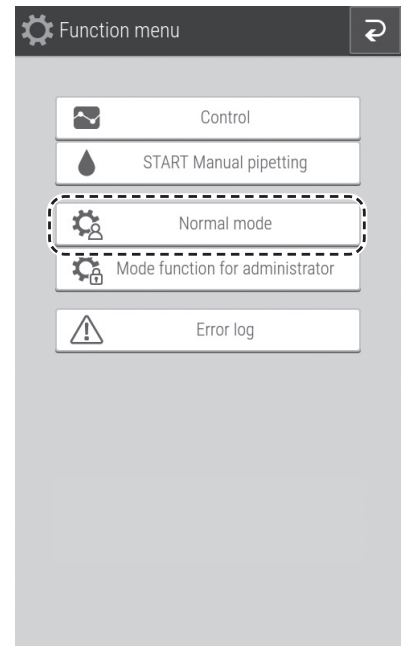 Function menu
Control
START Manual pipetting
Normal mode
Mode function for administrator
Error log